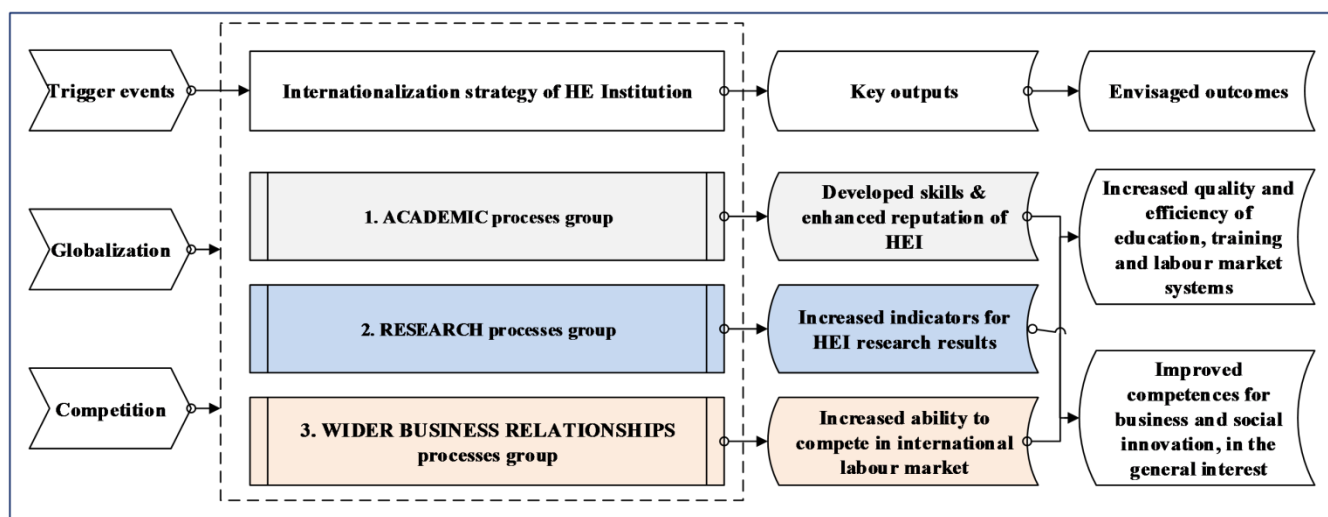 Trigger events
Internationalization strategy of HE Institution
Key outputs
Envisaged outcomes
Globalization
Competition
1. ACADEMIC proceses group
2. RESEARCH processes group
3. WIDER BUSINESS RELATIONSHIPS
processes group
Developed skills &
enhanced reputation of
HEI
Increased indicators for
HEI research results
Increased ability to
compete in international
labour market
Increased quality and
efficiency of
education, training
and labour market
systems
Improved
competences for
business and social
innovation, in the
general interest